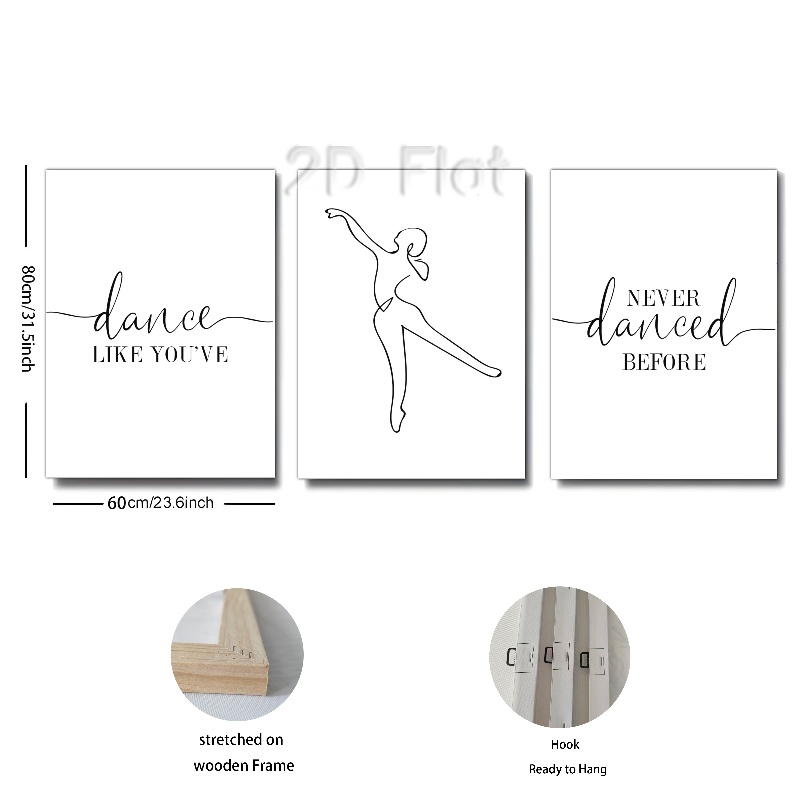 2D Flat
80cm/31.5inch
dance
LIKE YOU'VE
NEVER
danced
BEFORE
60cm/23.6inch
stretched on
wooden Frame
Hook
Ready to Hang